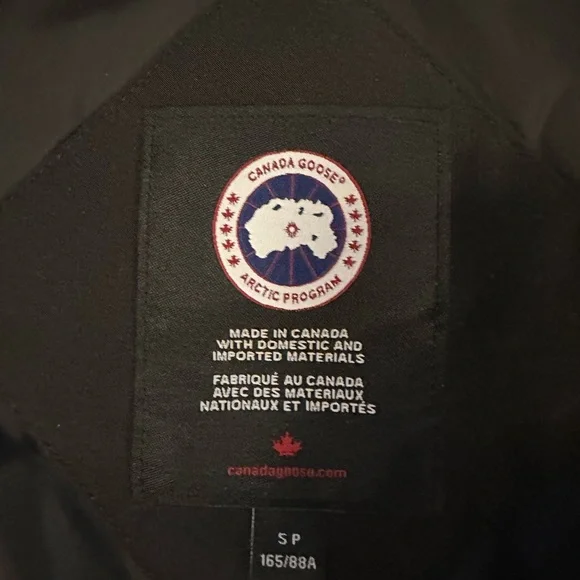 CANADA GOOSE®
ARCTIC PROGRAM
MADE IN CANADA
WITH DOMESTIC AND
IMPORTED MATERIALS
FABRIQUÉ AU CANADA
AVEC DES MATERIAUX
NATIONAUX ET IMPORTÉS
canadagoose.com
S P
165/88A